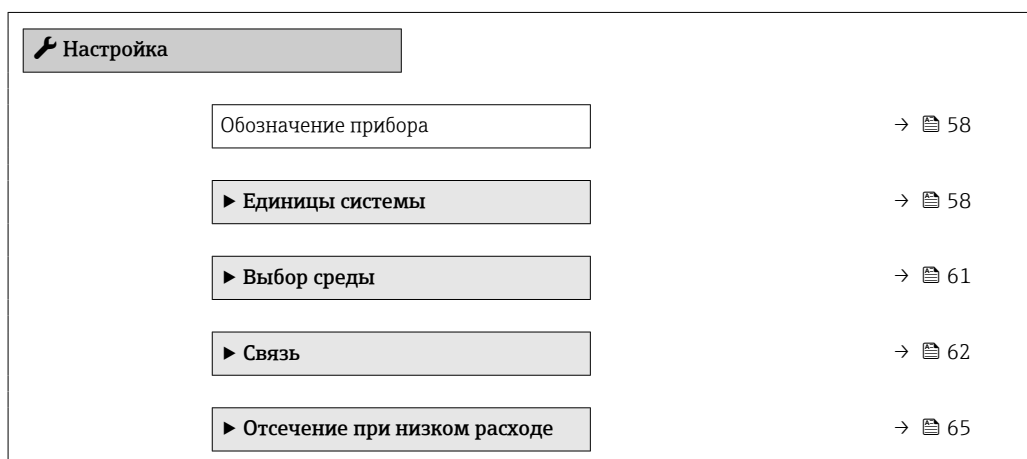 Настройка
Обозначение прибора → 58
▶ Единицы системы → 58
▶ Выбор среды → 61
▶ Связь → 62
▶ Отсечение при низком расходе → 65